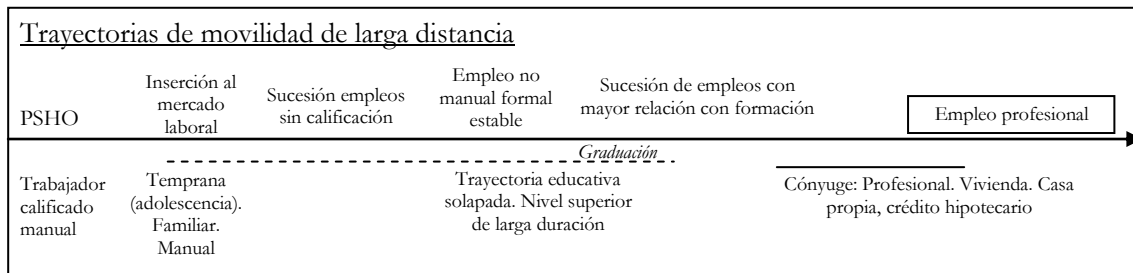 Trayectorias de movilidad de larga distancia
PSHO
Inserción al
mercado
laboral
Sucesión empleos
sin calificación
Empleo no
manual formal
estable
Sucesión de empleos con
mayor relación con formación
Empleo profesional
Graduación
Trabajador
calificado
manual
Temprana
(adolescencia).
Familiar.
Manual
Trayectoria educativa
solapada. Nivel superior
de larga duración
Cónyuge: Profesional. Vivienda. Casa
propia, crédito hipotecario